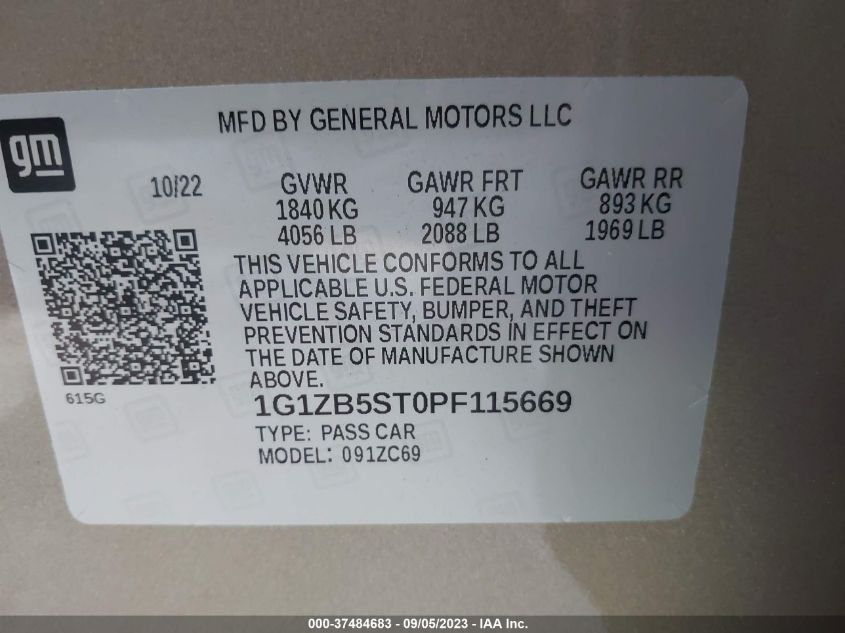 MFD BY GENERAL MOTORS LLC
gm
10/22 GVWR GAWR FRT GAWR RR
1840 KG 947 KG 893 KG
4056 LB 2088 LB 1969 LB
THIS VEHICLE CONFORMS TO ALL
APPLICABLE U.S. FEDERAL MOTOR
VEHICLE SAFETY, BUMPER, AND THEFT
PREVENTION STANDARDS IN EFFECT ON
THE DATE OF MANUFACTURE SHOWN
ABOVE.
615G
1G1ZB5ST0PF115669
TYPE: PASS CAR
MODEL: 091ZC69
000-37484683 - 09/05/2023 - IAA Inc.